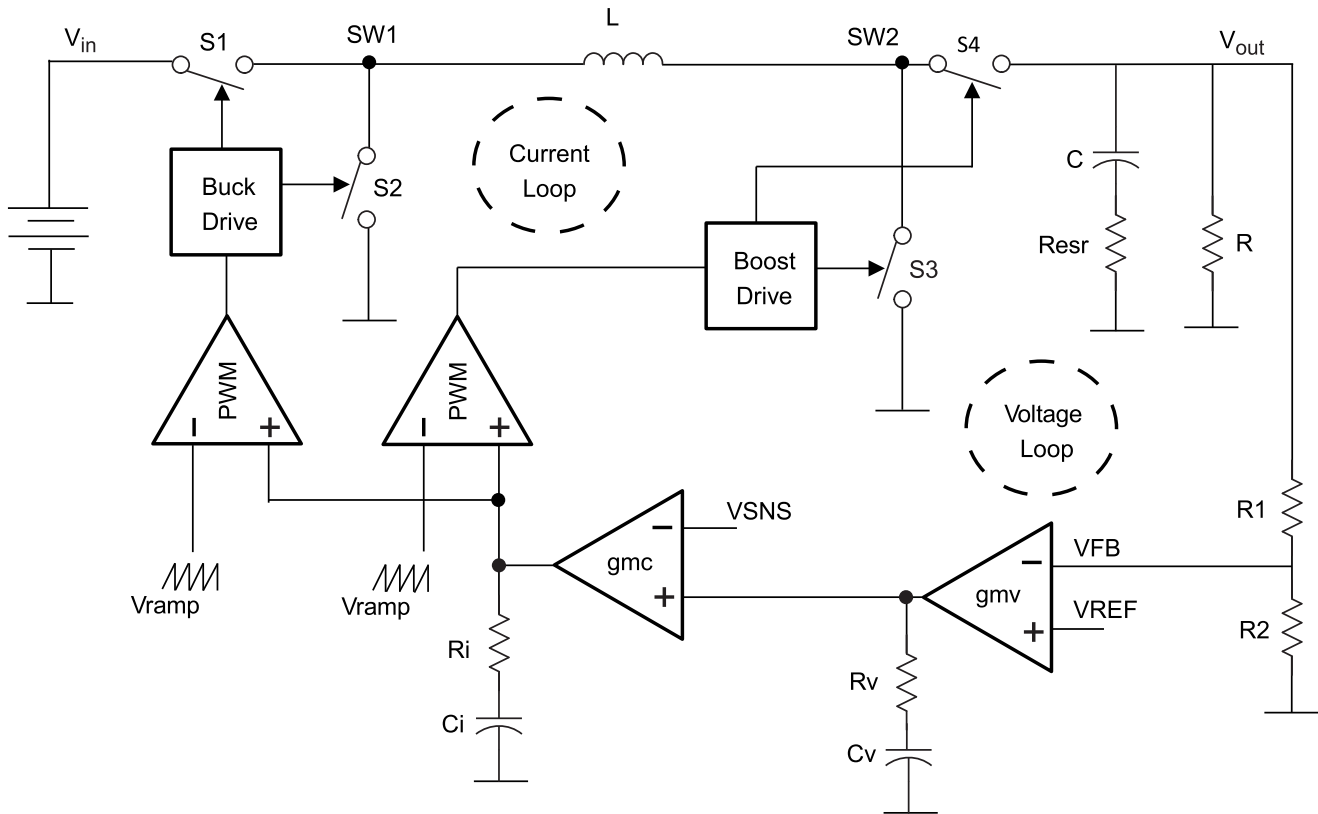 Vin
S1
SW1
L
SW2
S4
Vout
Current
Loop
Buck
Drive
S2
C
Resr
R
Boost
Drive
S3
PWM
PWM
Voltage
Loop
− +
− +
VSNS
−
gmc
+
R1
VFB
−
gmv
VREF
+
R2
Vramp
Vramp
Ri
Rv
Ci
Cv